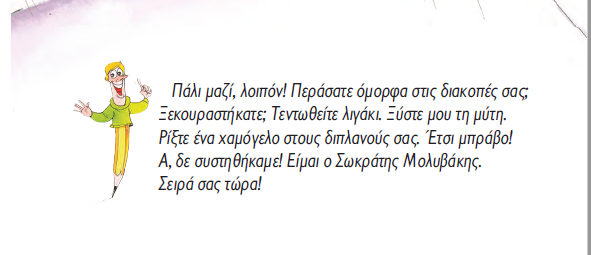 Πάλι μαζί, λοιπόν! Περάσατε όμορφα στις διακοπές σας;
Ξεκουραστήκατε; Τεντωθείτε λιγάκι. Ξύστε μου τη μύτη.
Ρίξτε ένα χαμόγελο στους διπλανούς σας. Έτσι μπράβο!
Α, δε συστηθήκαμε! Είμαι ο Σωκράτης Μολυβάκης.
Σειρά σας τώρα!